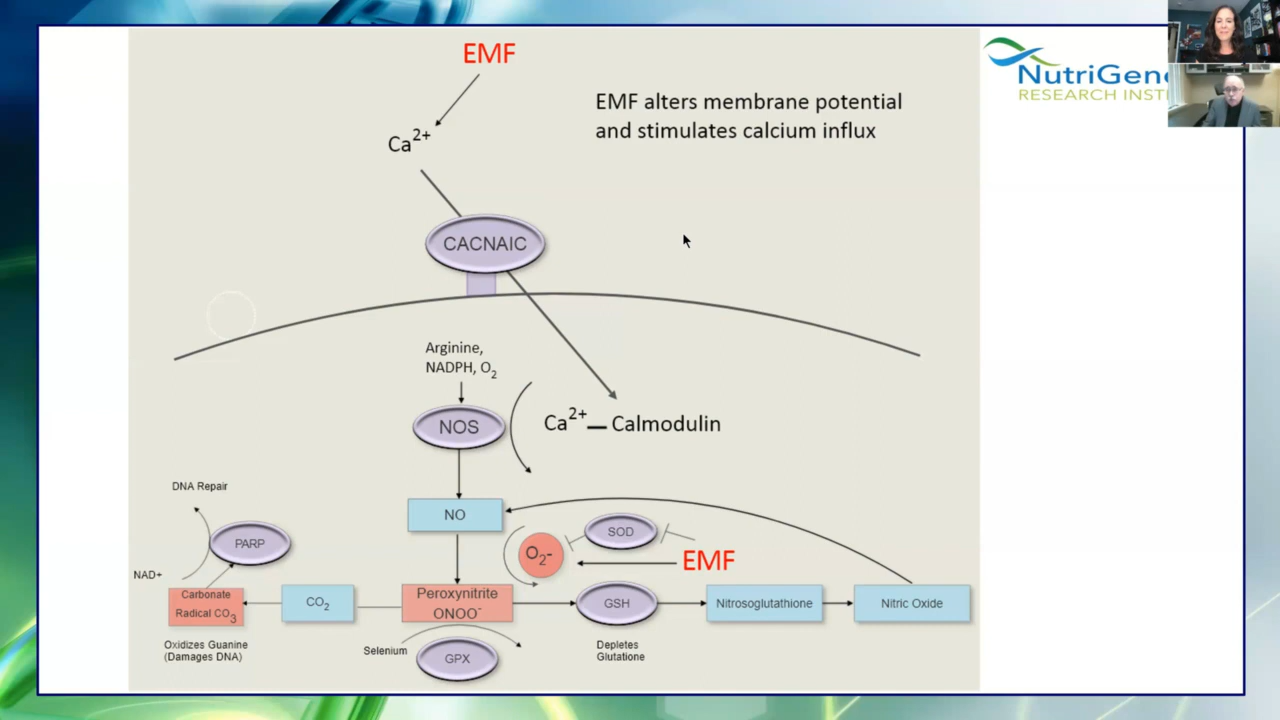 EMF
EMF alters membrane potential
and stimulates calcium influx
NutriGene
RESEARCH INSTI
Ca2+
CACNAIC
Arginine,
NADPH, O2
NOS
Ca2+ — Calmodulin
DNA Repair
NO
PARP
SOD
O2-
EMF
NAD+
Carbonate
Radical CO3
CO2
Peroxynitrite
ONOO-
GSH
Nitrosoglutathione
Nitric Oxide
Oxidizes Guanine
(Damages DNA)
Selenium
GPX
Depletes
Glutatione